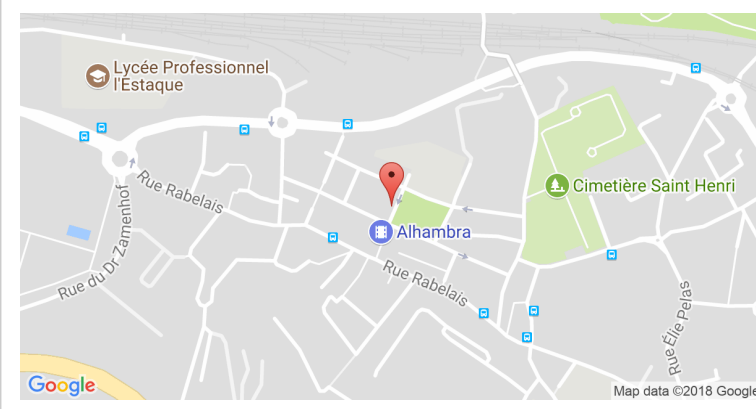 Lycée Professionnel
l'Estaque
Rue Rabelais
Cimetière Saint Henri
Alhambra
Rue du Dr Zamenhof
Rue Rabelais
Rue Élie Pelas
Google
Map data ©2018 Google